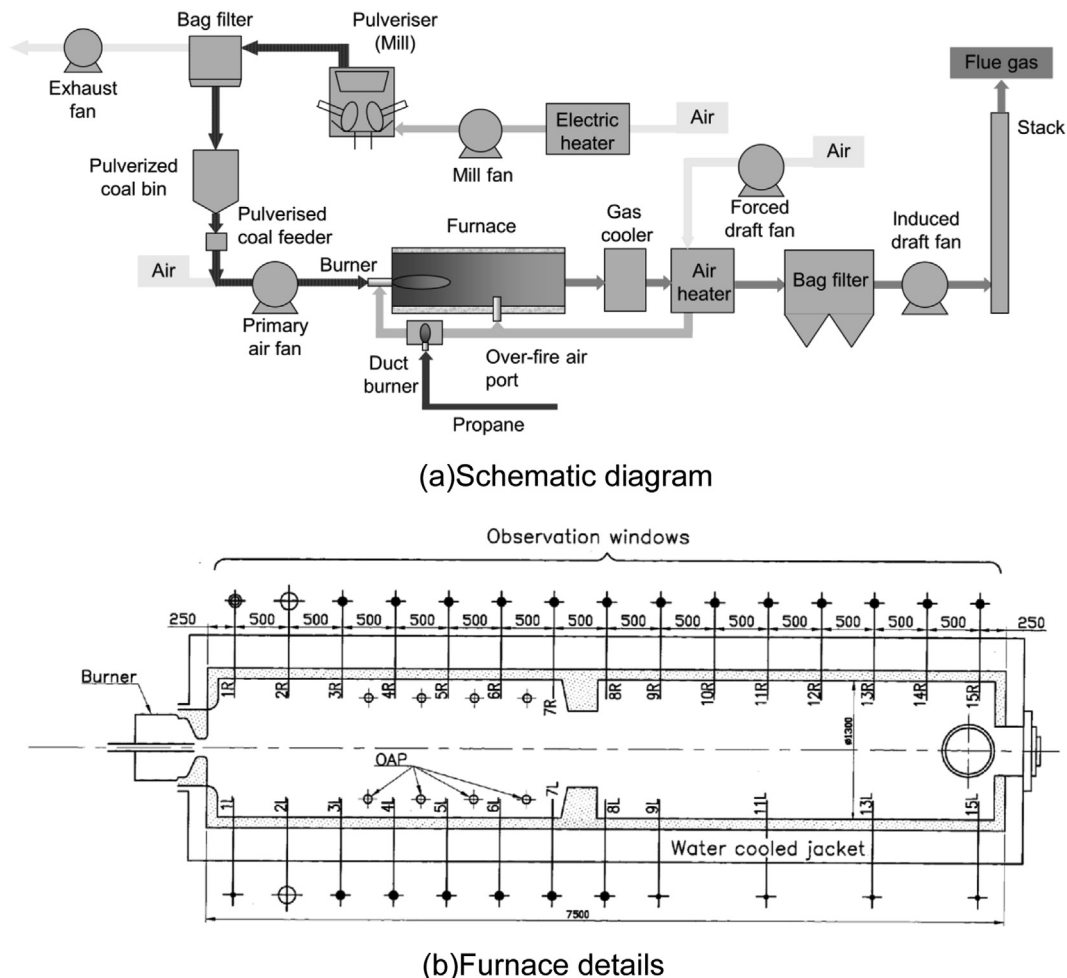 Bag filter
Pulveriser
(Mill)
Flue gas
Exhaust
fan
Electric
heater
Air
Stack
Mill fan
Air
Pulverized
coal bin
Pulverised
coal feeder
Furnace
Gas
cooler
Forced
draft fan
Induced
draft fan
Air
Burner
Air
heater
Bag filter
Primary
air fan
Duct
burner
Over-fire air
port
Propane
(a)Schematic diagram
Observation windows
250 500 500 500 500 500 500 500 500 500 500 500 500 500 500 250
Burner
1R 2R 3R 4R 5R 6R 7R 8R 9R 10R 11R 12R 13R 14R 15R
ø1300
OAP
1L 2L 3L 4L 5L 6L 7L 8L 9L 11L 13L 15L
Water cooled jacket
7500
(b)Furnace details